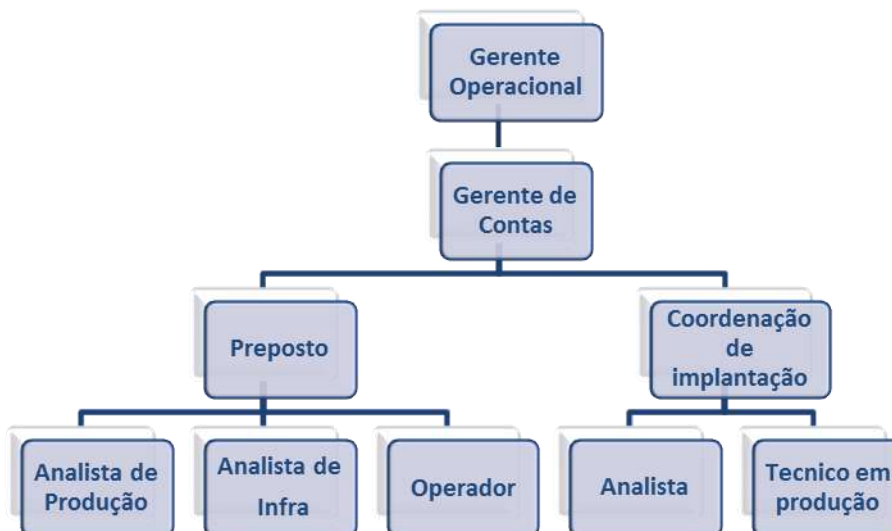 Gerente
Operacional
Gerente de
Contas
Preposto
Coordenação
de
implantação
Analista de
Produção
Analista de
Infra
Operador
Analista
Tecnico em
produção